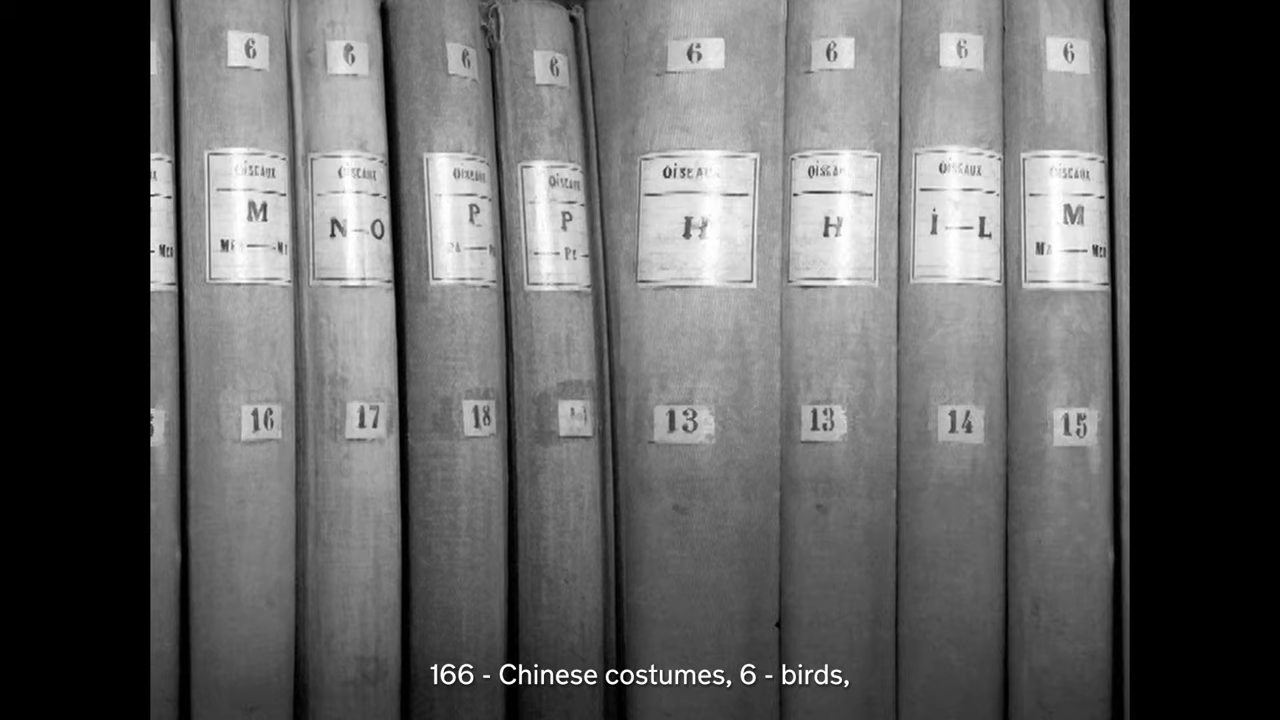 6
6
6
6
6
6
6
6
OISEAUX
OISEAUX
OISEAUX
OISEAUX
OISEAUX
OISEAUX
OISEAUX
OISEAUX
M
N—O
P
P
H
H
I—L
M
16
17
18
13
13
14
15
166 - Chinese costumes, 6 - birds,